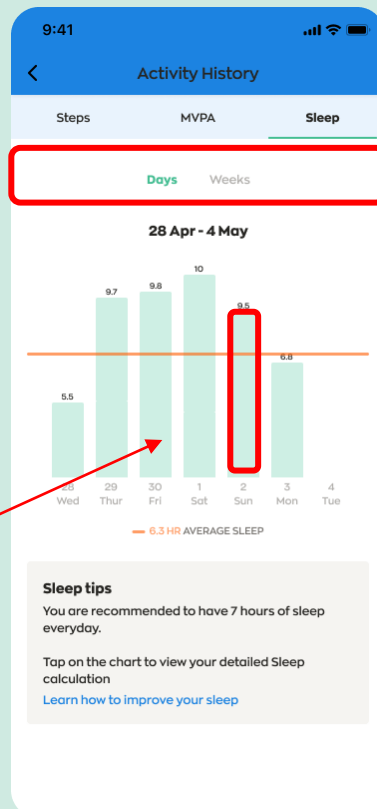 9:41
Activity History
Steps MVPA Sleep
Days Weeks
28 Apr - 4 May
10
9.7 9.8
9.5
6.8
5.5
28 29 30 1 2 3 4
Wed Thur Fri Sat Sun Mon Tue
6.3 HR AVERAGE SLEEP
Sleep tips
You are recommended to have 7 hours of sleep
everyday.
Tap on the chart to view your detailed Sleep
calculation
Learn how to improve your sleep